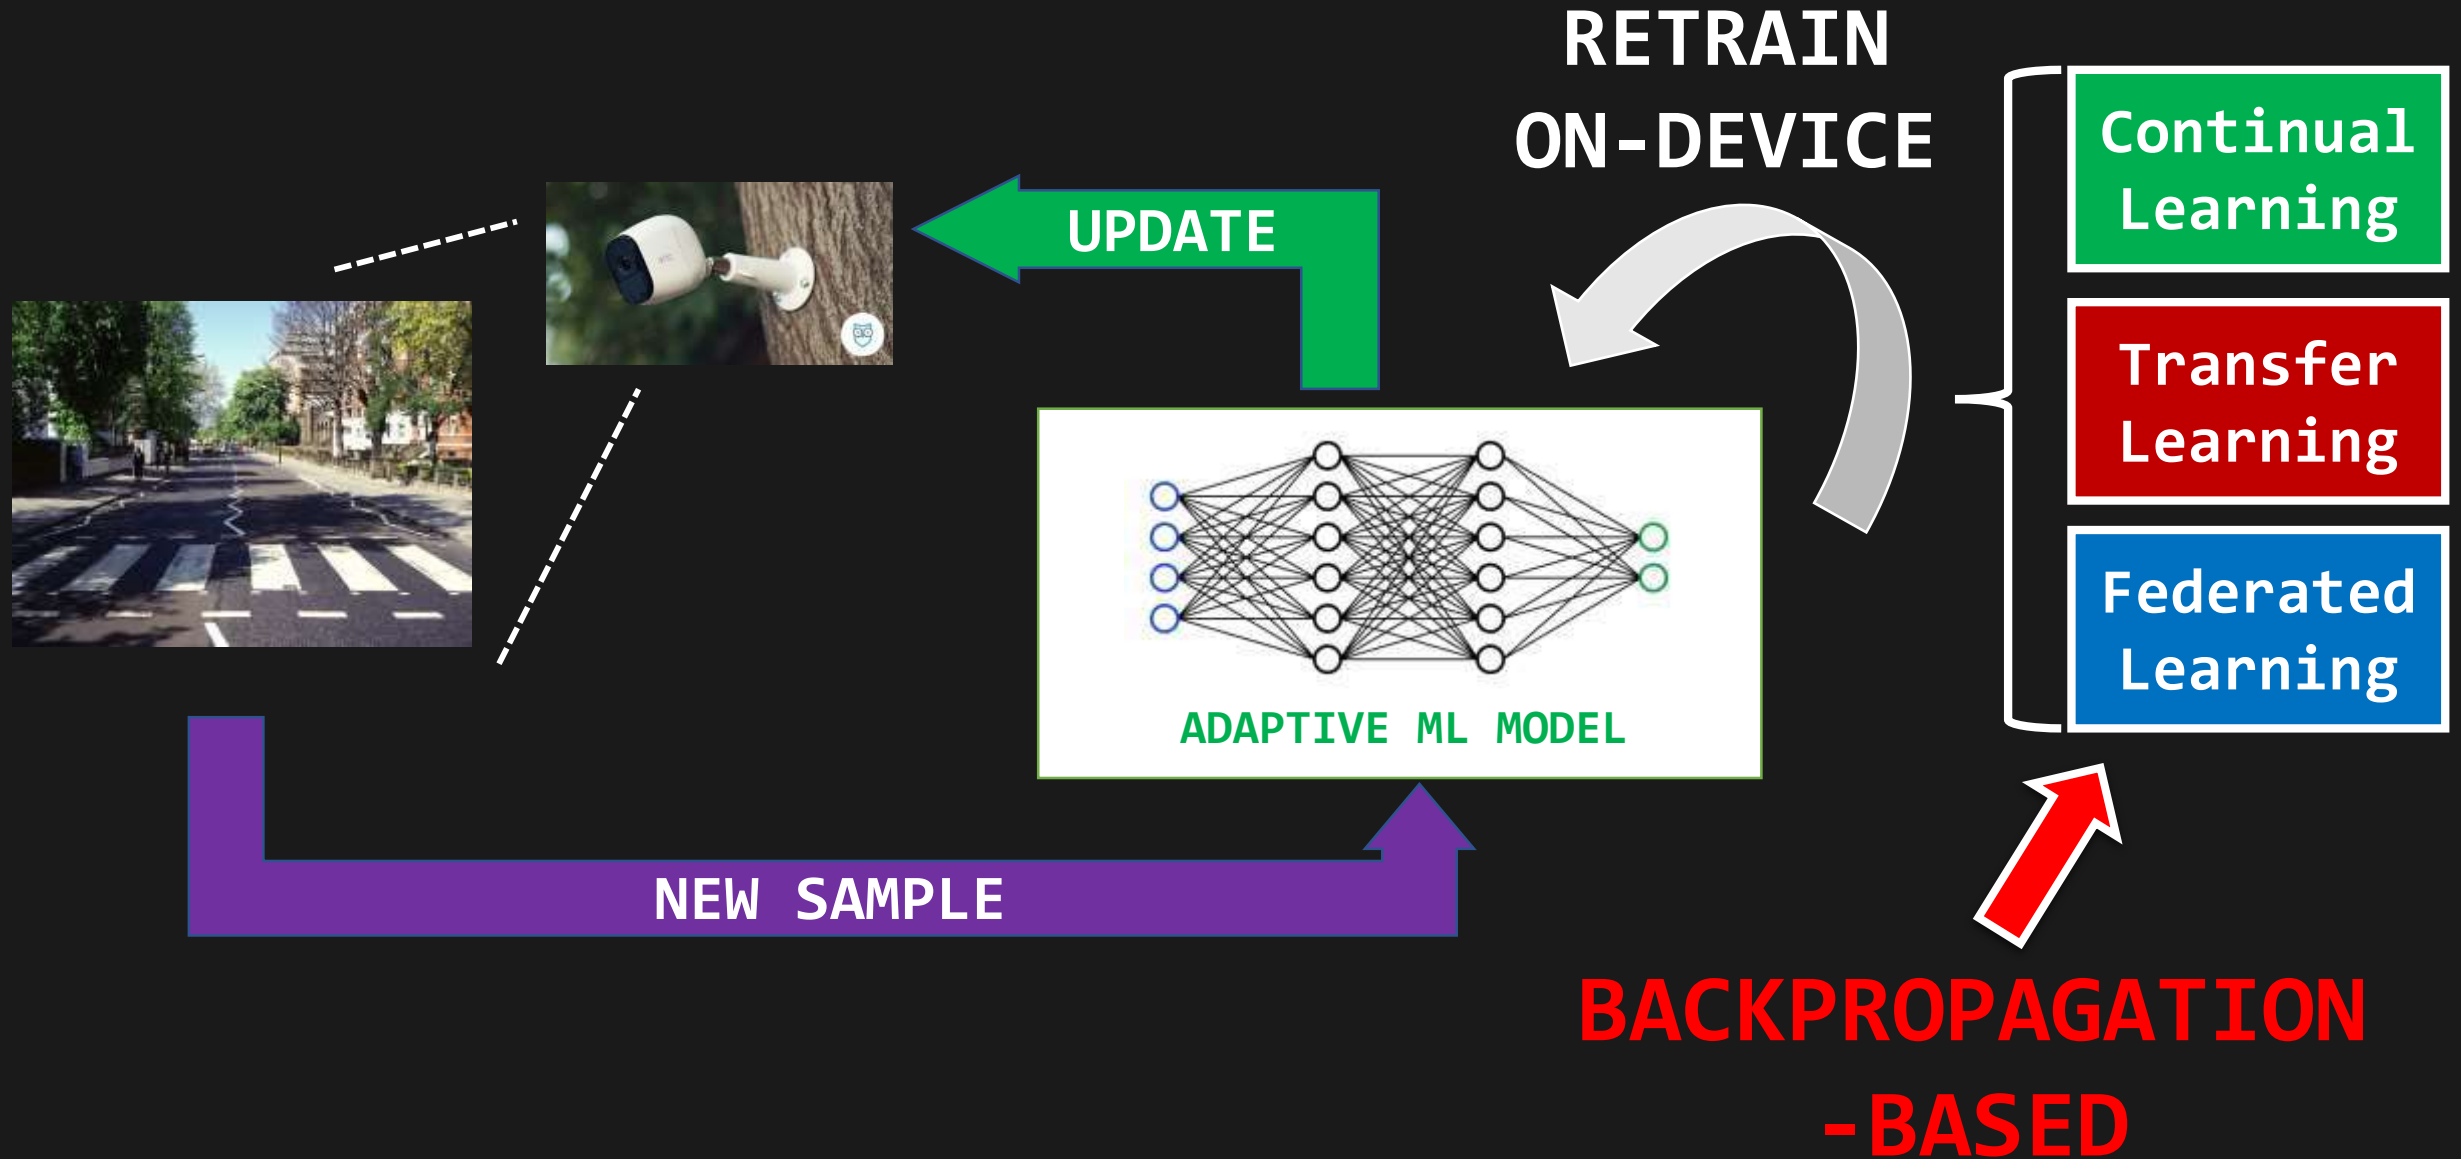 RETRAIN
ON-DEVICE
Continual
Learning
UPDATE
Transfer
Learning
Federated
Learning
ADAPTIVE ML MODEL
NEW SAMPLE
BACKPROPAGATION
-BASED